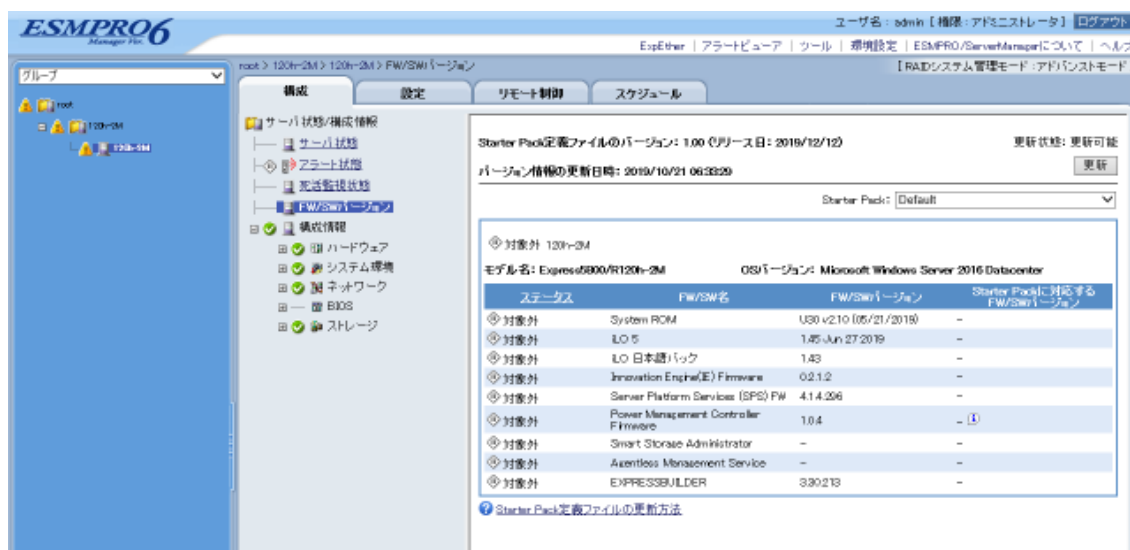 ESMPRO6
Manager Ver.
ユーザ名 : admin [ 権限 : アドミニストレータ ] ログアウト
ExpEther | アラートビューア | ツール | 環境設定 | ESMPRO/ServerManagerについて | ヘルプ
グループ
root
120h-2M
120h-2M
root > 120h-2M > 120h-2M > FW/SWバージョン
[ RAIDシステム管理モード : アドバンストモード
構成 設定 リモート制御 スケジュール
サーバ状態/構成情報
サーバ状態
アラート状態
死活監視状態
FW/SWバージョン
構成情報
ハードウェア
システム環境
ネットワーク
BIOS
ストレージ
Starter Pack定義ファイルのバージョン: 1.00 (リリース日: 2019/12/12) 更新状態: 更新可能
バージョン情報の更新日時: 2019/10/21 06:33:29 更新
Starter Pack: Default
対象外 120h-2M
モデル名: Express5800/R120h-2M OSバージョン: Microsoft Windows Server 2016 Datacenter
ステータス FW/SW名 FW/SWバージョン Starter Packに対応するFW/SWバージョン
対象外 System ROM U30 v2.10 (05/21/2019) -
対象外 iLO 5 1.45 Jun 27 2019 -
対象外 iLO 日本語パック 1.43 -
対象外 Innovation Engine(IE) Firmware 0.2.1.2 -
対象外 Server Platform Services (SPS) FW 4.1.4.296 -
対象外 Power Management Controller Firmware 1.0.4 -
対象外 Smart Storage Administrator - -
対象外 Agentless Management Service - -
対象外 EXPRESSBUILDER 3.30.213 -
Starter Pack定義ファイルの更新方法